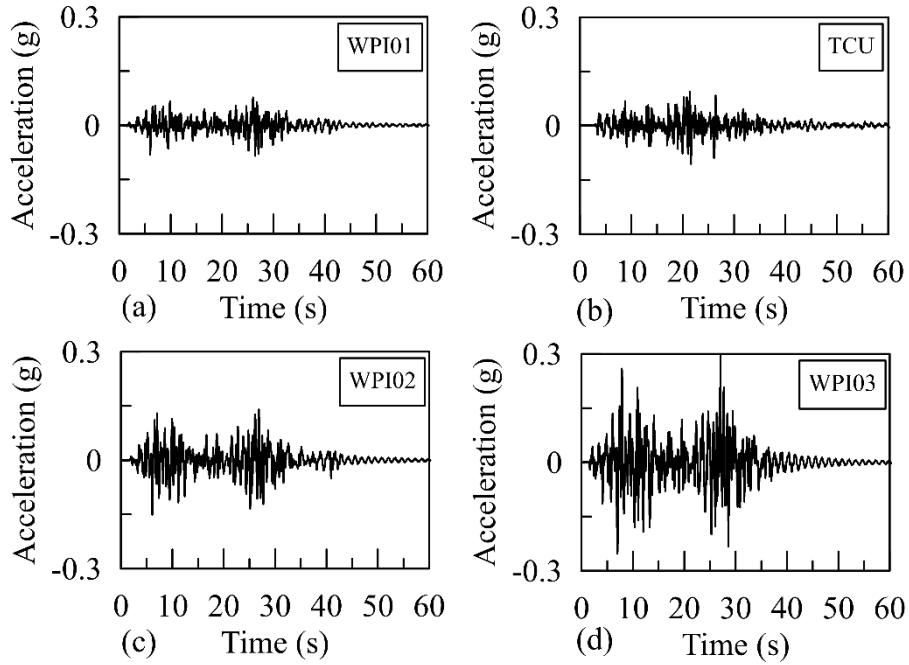 0.3
WPI01
Acceleration (g)
0
-0.3
0 10 20 30 40 50 60
(a) Time (s)
0.3
TCU
Acceleration (g)
0
-0.3
0 10 20 30 40 50 60
(b) Time (s)
0.3
WPI02
Acceleration (g)
0
-0.3
0 10 20 30 40 50 60
(c) Time (s)
0.3
WPI03
Acceleration (g)
0
-0.3
0 10 20 30 40 50 60
(d) Time (s)